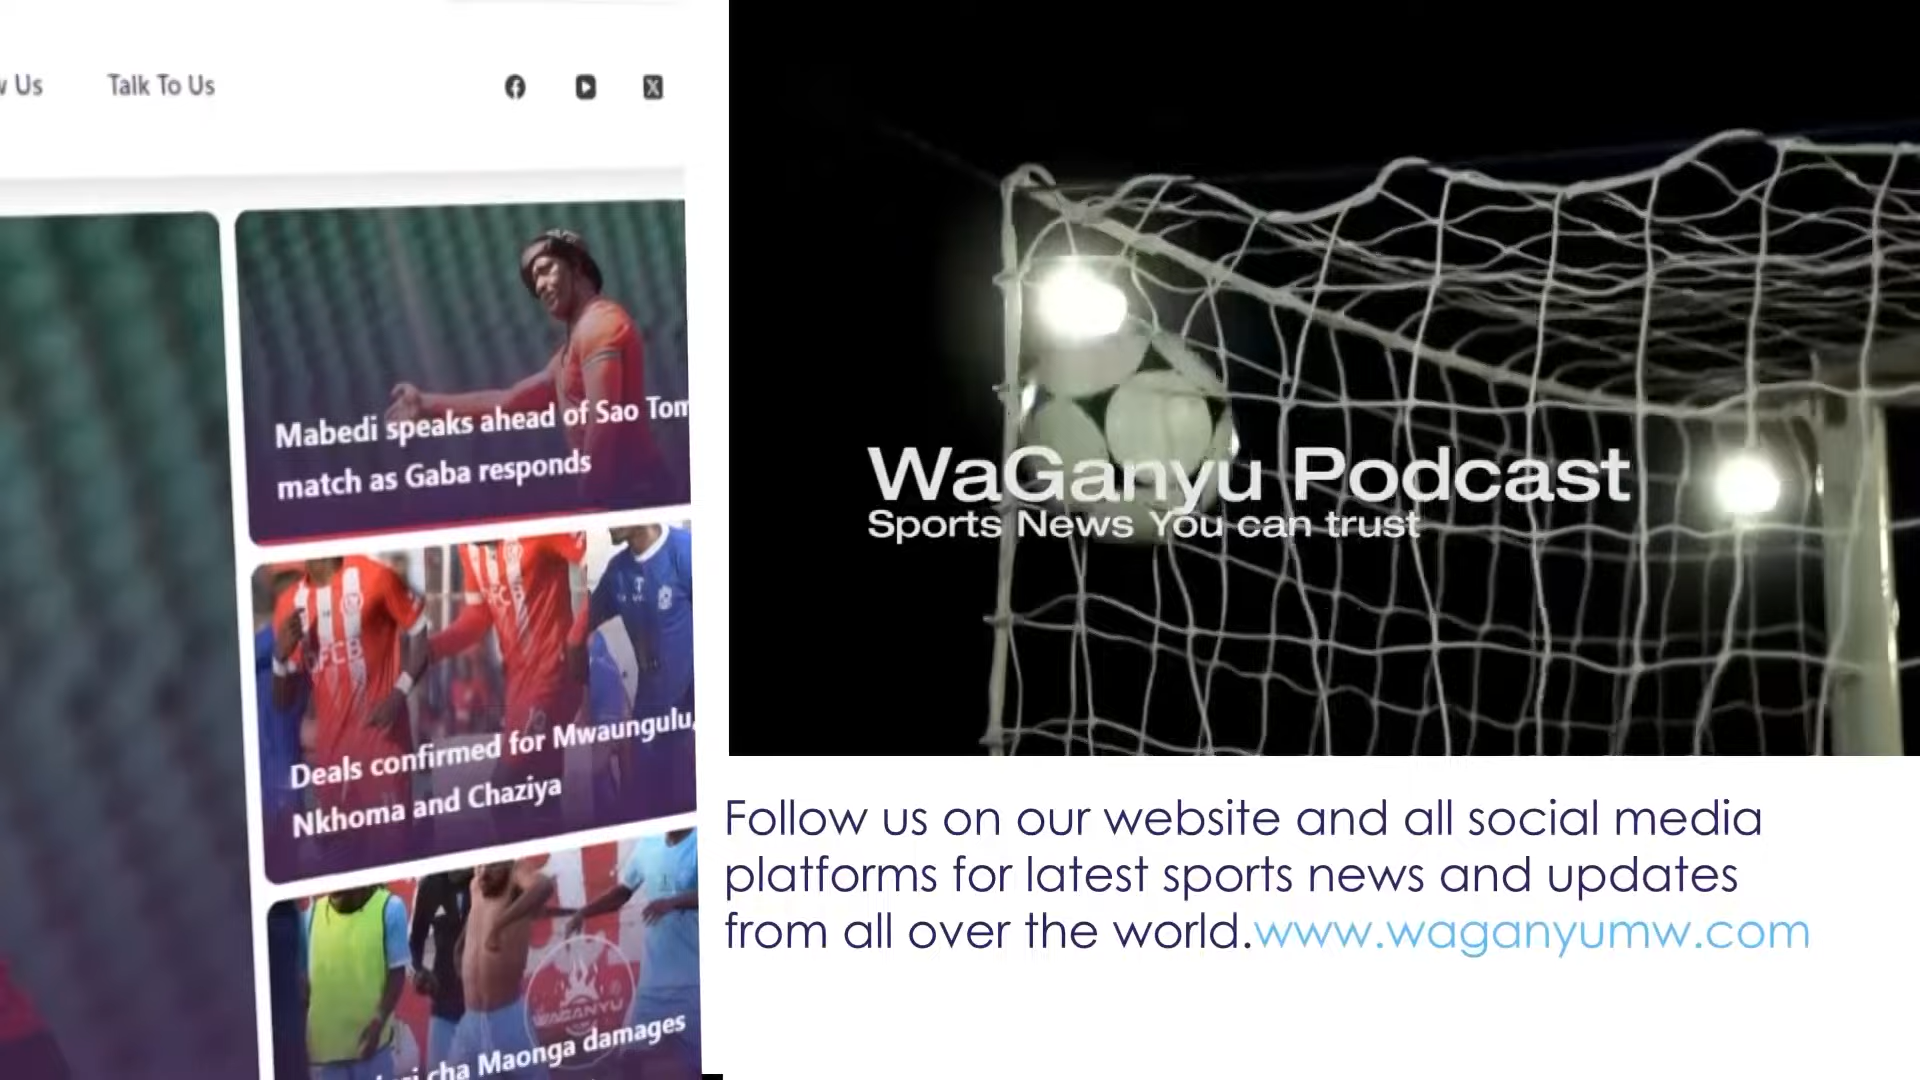 Talk To Us
Mabedi speaks ahead of Sao Tom
match as Gaba responds
FCB
Deals confirmed for Mwaungulu,
Nkhoma and Chaziya
WAGANYU
cha Maonga damages
WaGanyu Podcast
Sports News You can trust
Follow us on our website and all social media
platforms for latest sports news and updates
from all over the world.www.waganyumw.com